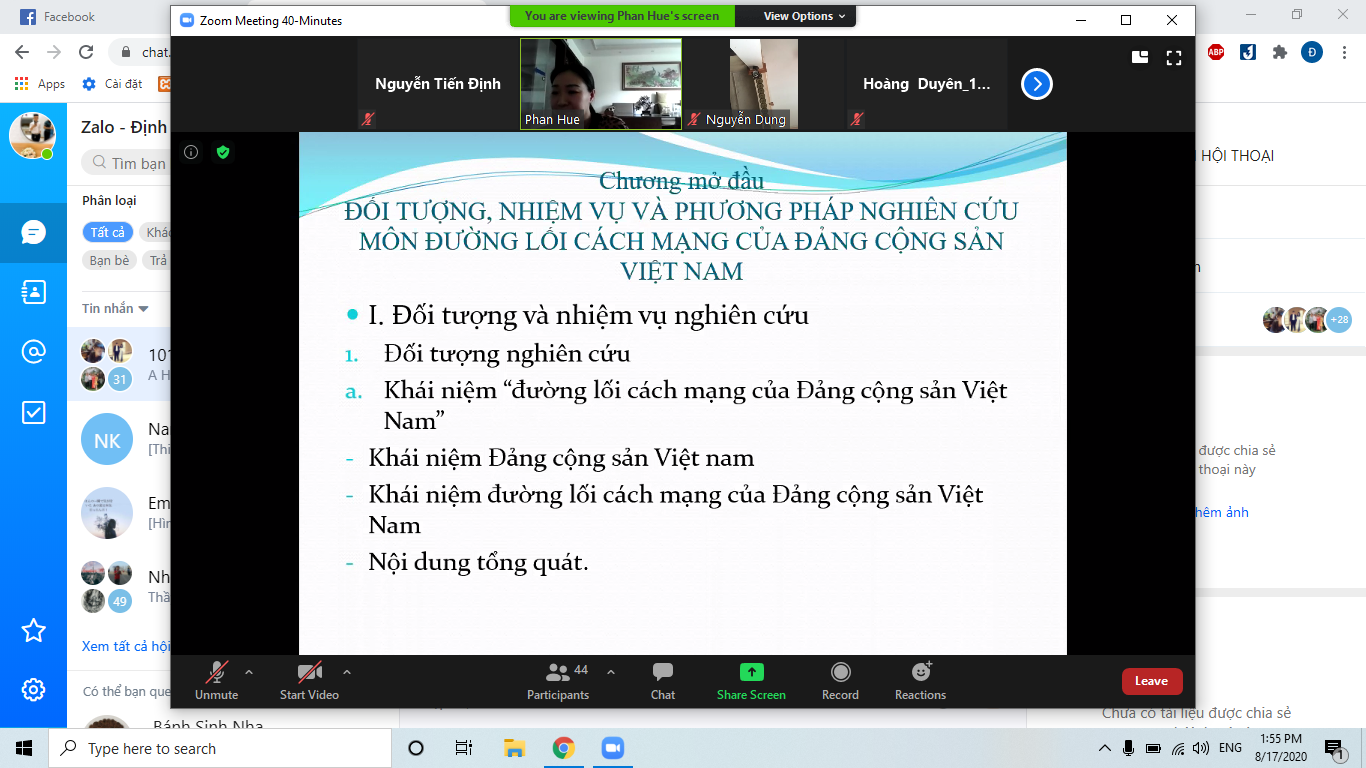 Facebook
Zoom Meeting 40-Minutes
You are viewing Phan Hue's screen
View Options
chat.
ABP
Đ
Apps
Cài đặt
Nguyễn Tiến Định
Phan Hue
Nguyễn Dung
Hoàng Duyên_1...
Zalo - Định
Tìm bạn
Phân loại
Tất cả
Khác
Bạn bè
Trả
Tin nhắn
101
A H
31
NK
Na
[Thi
Em
[Hìn
Nh
Thầ
49
Xem tất cả hội
Có thể bạn que
Bánh Sinh Nha
Chương mở đầu
ĐỐI TƯỢNG, NHIỆM VỤ VÀ PHƯƠNG PHÁP NGHIÊN CỨU
MÔN ĐƯỜNG LỐI CÁCH MẠNG CỦA ĐẢNG CỘNG SẢN
VIỆT NAM
• I. Đối tượng và nhiệm vụ nghiên cứu
1. Đối tượng nghiên cứu
a. Khái niệm “đường lối cách mạng của Đảng cộng sản Việt
Nam”
- Khái niệm Đảng cộng sản Việt nam
- Khái niệm đường lối cách mạng của Đảng cộng sản Việt
Nam
- Nội dung tổng quát.
HỘI THOẠI
+28
được chia sẻ
thoại này
hêm ảnh
Chưa có tài liệu được chia sẻ
Unmute
Start Video
44
Participants
Chat
Share Screen
Record
Reactions
Leave
Type here to search
ENG
1:55 PM
8/17/2020
1